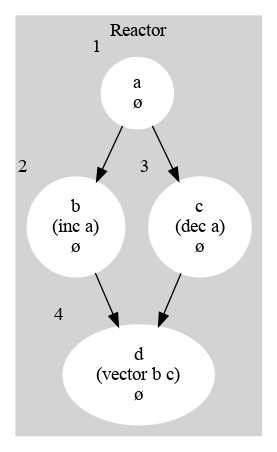 Reactor
1
a
ø
2
b
(inc a)
ø
3
c
(dec a)
ø
4
d
(vector b c)
ø